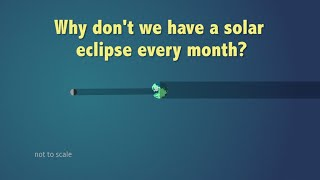 Why don't we have a solar
eclipse every month?
not to scale